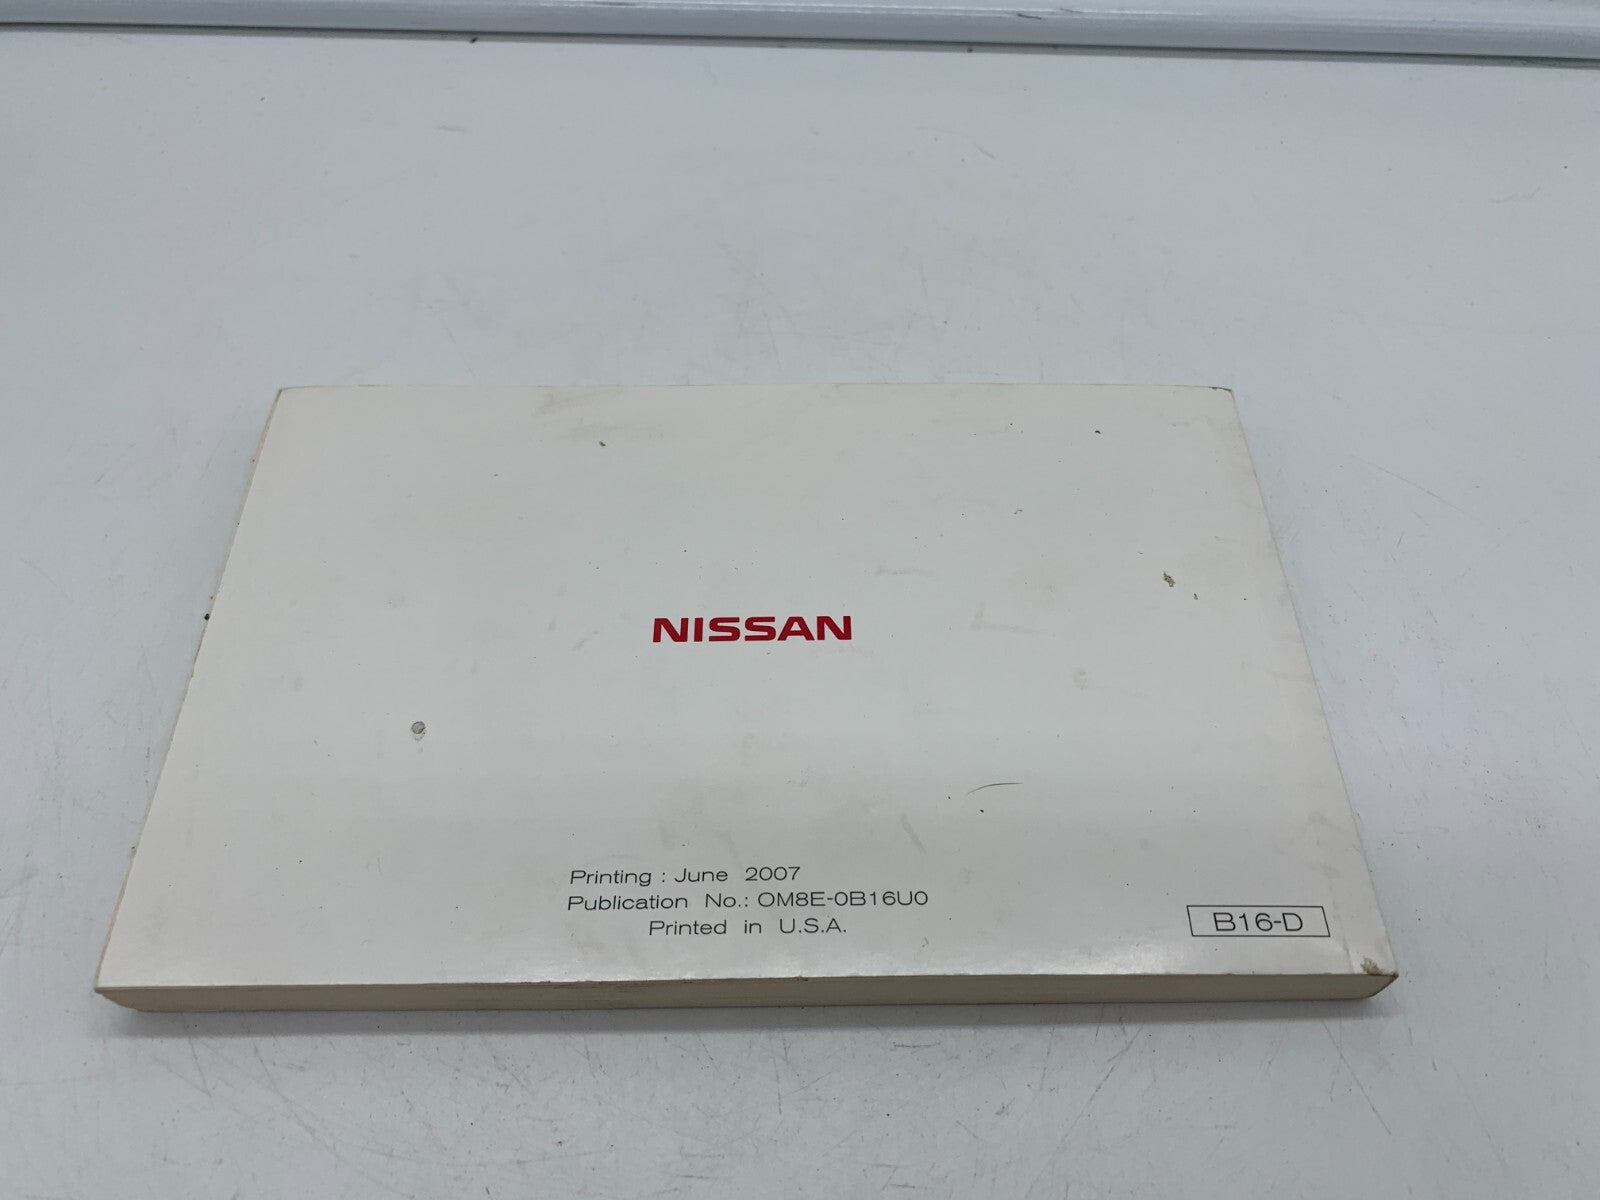 NISSAN
Printing : June 2007
Publication No.: OM8E-0B16U0
Printed in U.S.A.
B16-D